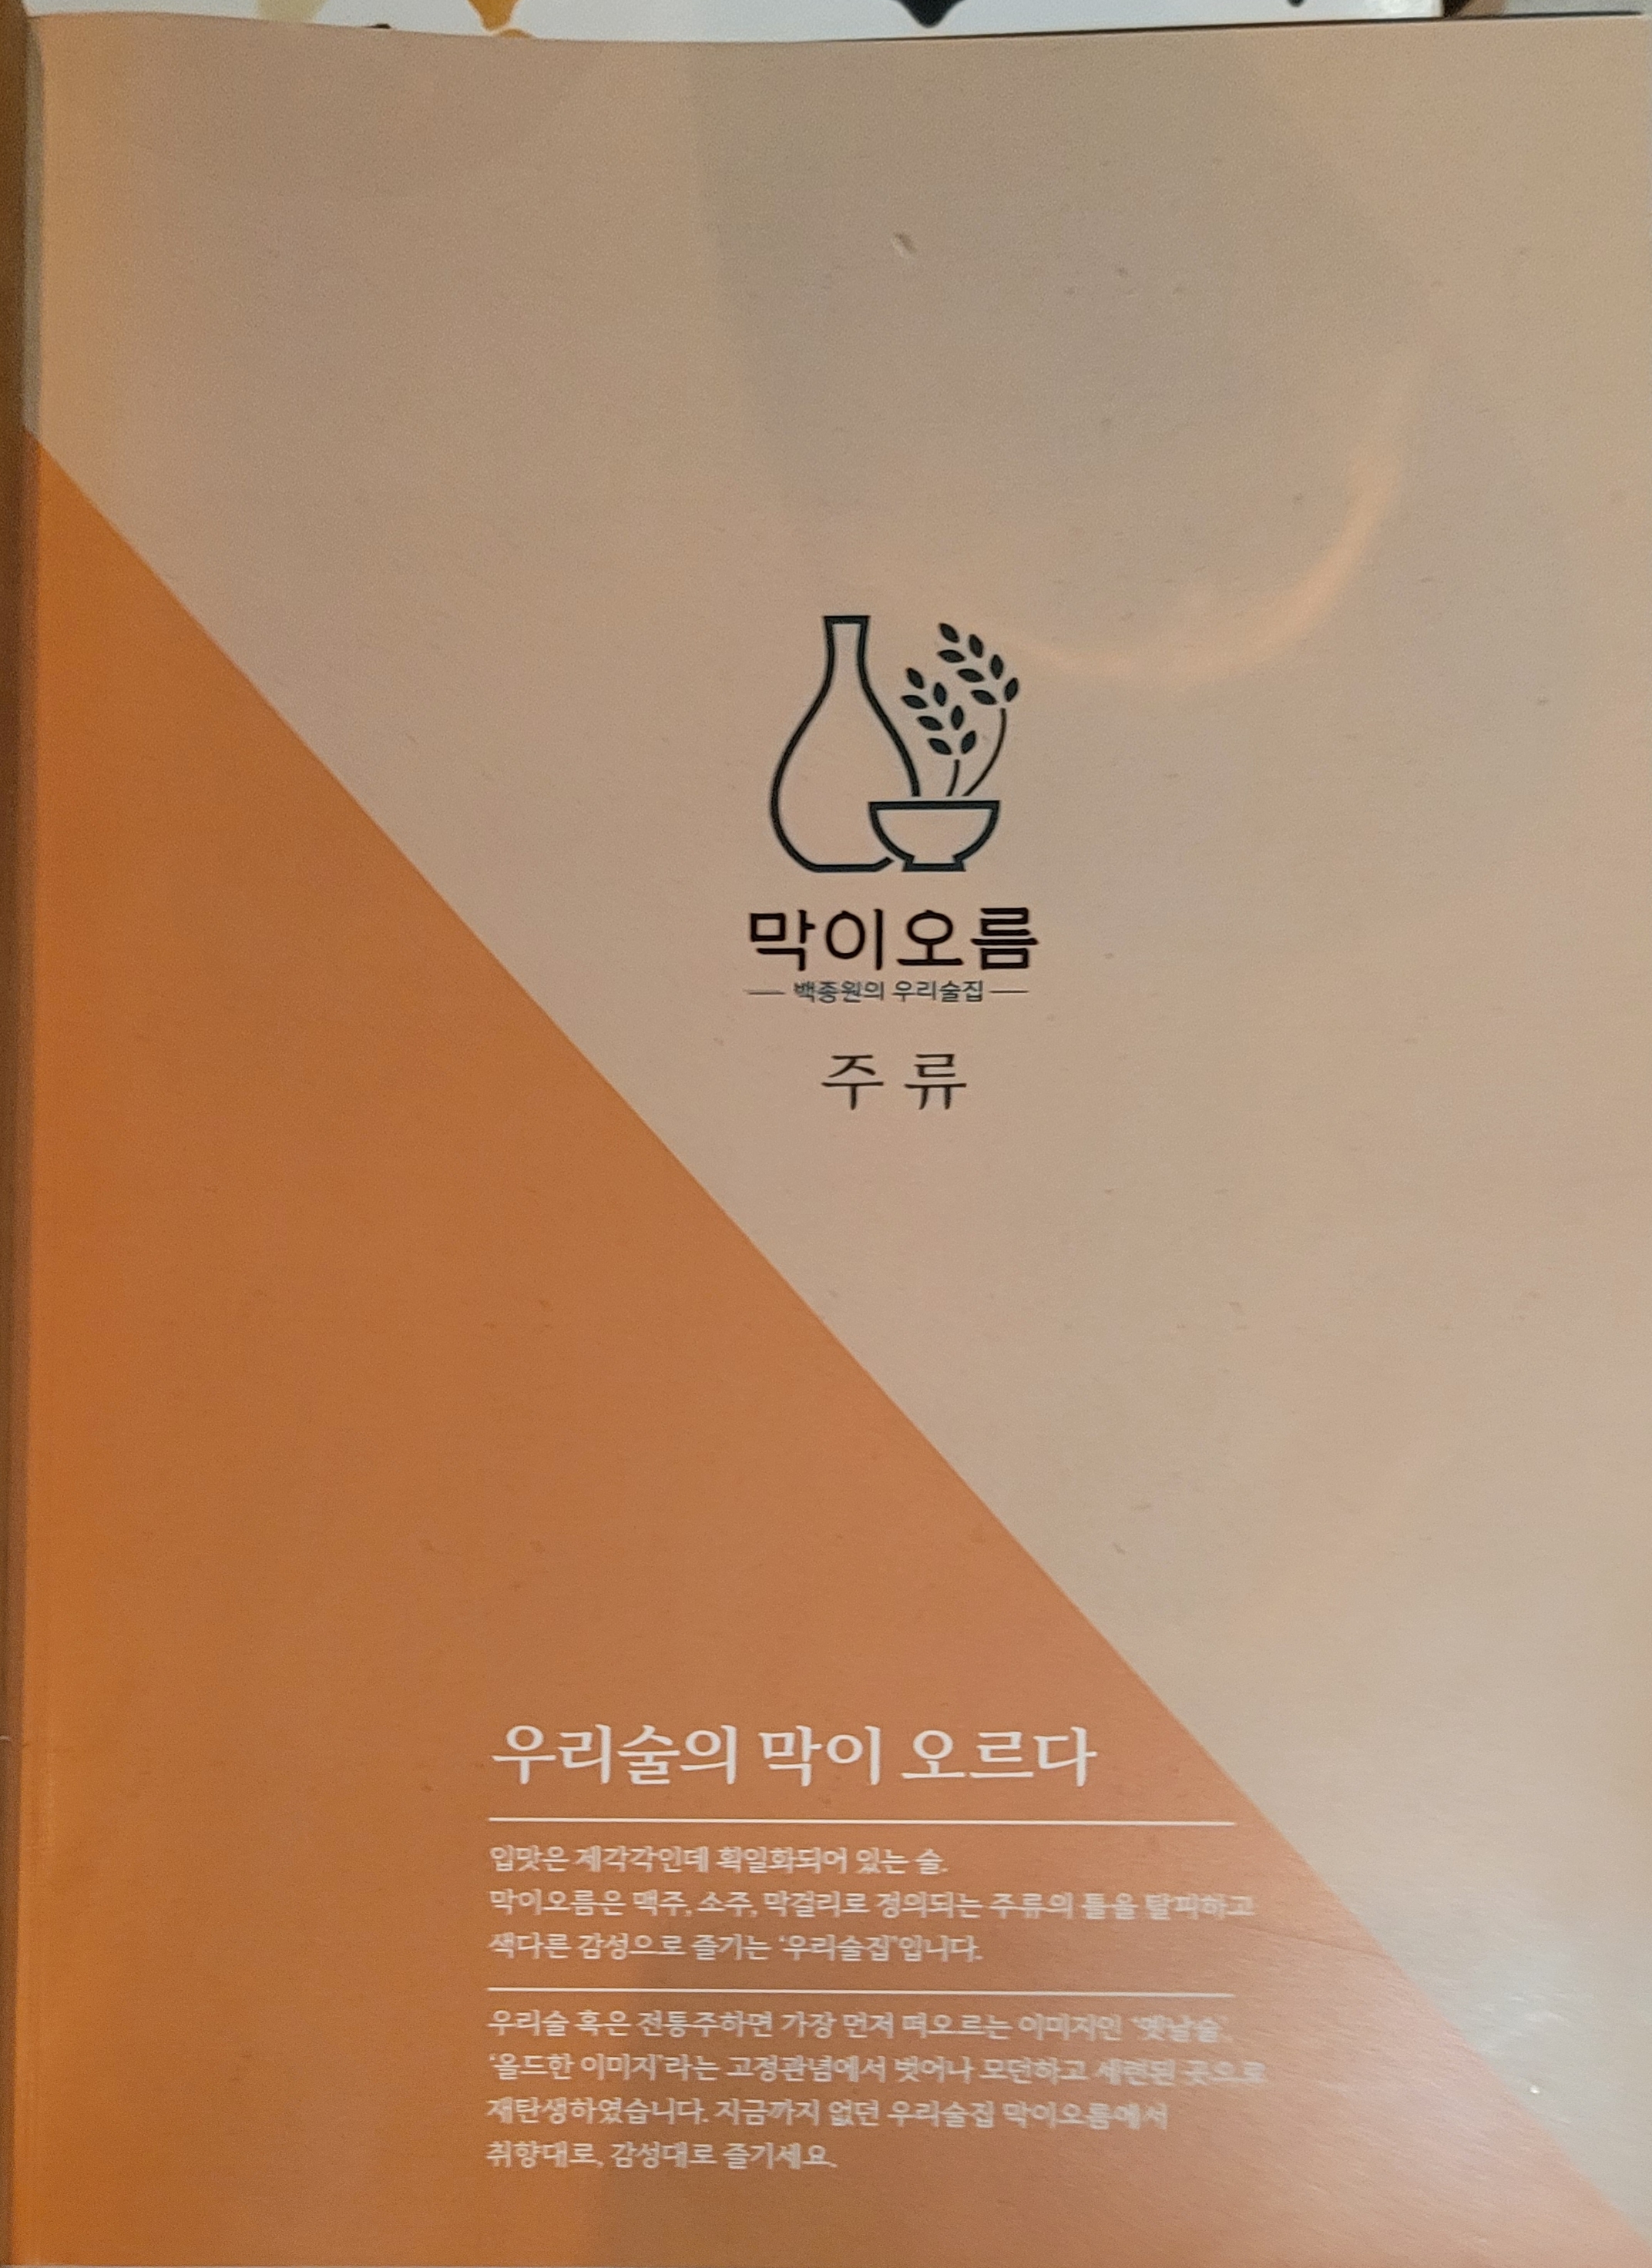 막이오름
백종원의 우리술집
주류
우리술의 막이 오르다
입맛은 제각각인데 획일화되어 있는 술.
막이오름은 맥주, 소주, 막걸리로 정의되는 주류의 틀을 탈피하고
색다른 감성으로 즐기는 '우리술집'입니다.
우리술 혹은 전통주하면 가장 먼저 떠오르는 이미지인 '옛날술',
'올드한 이미지'라는 고정관념에서 벗어나 모던하고 세련된 곳으로
재탄생하였습니다. 지금까지 없던 우리술집 막이오름에서
취향대로, 감성대로 즐기세요.